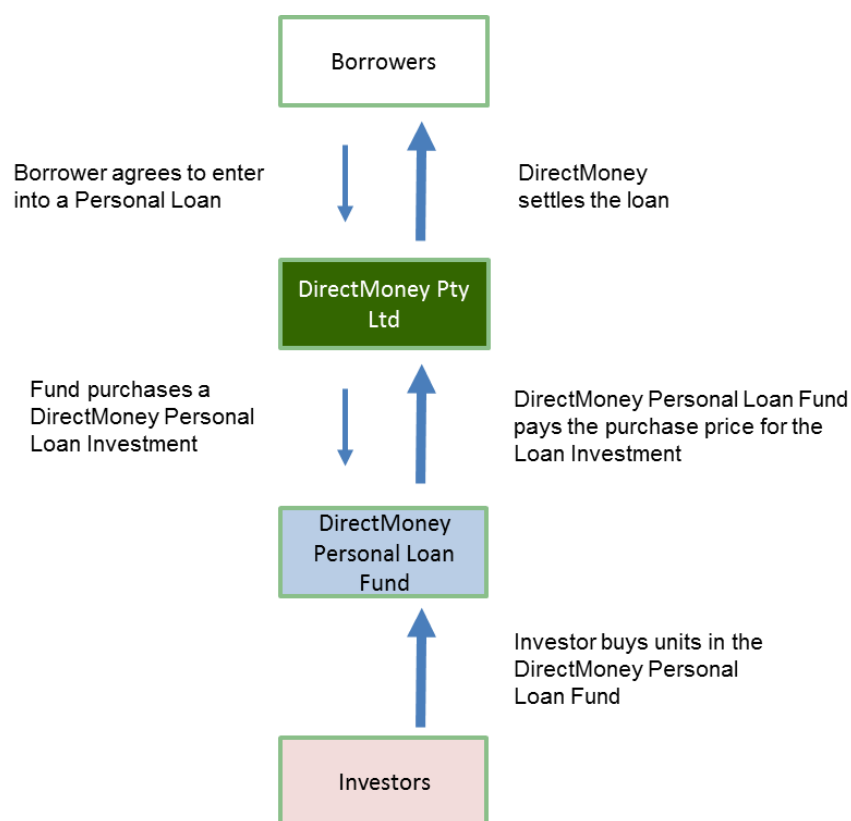 Borrowers
Borrower agrees to enter
into a Personal Loan
DirectMoney
settles the loan
DirectMoney Pty
Ltd
Fund purchases a
DirectMoney Personal
Loan Investment
DirectMoney Personal Loan Fund
pays the purchase price for the
Loan Investment
DirectMoney
Personal Loan
Fund
Investor buys units in the
DirectMoney Personal
Loan Fund
Investors